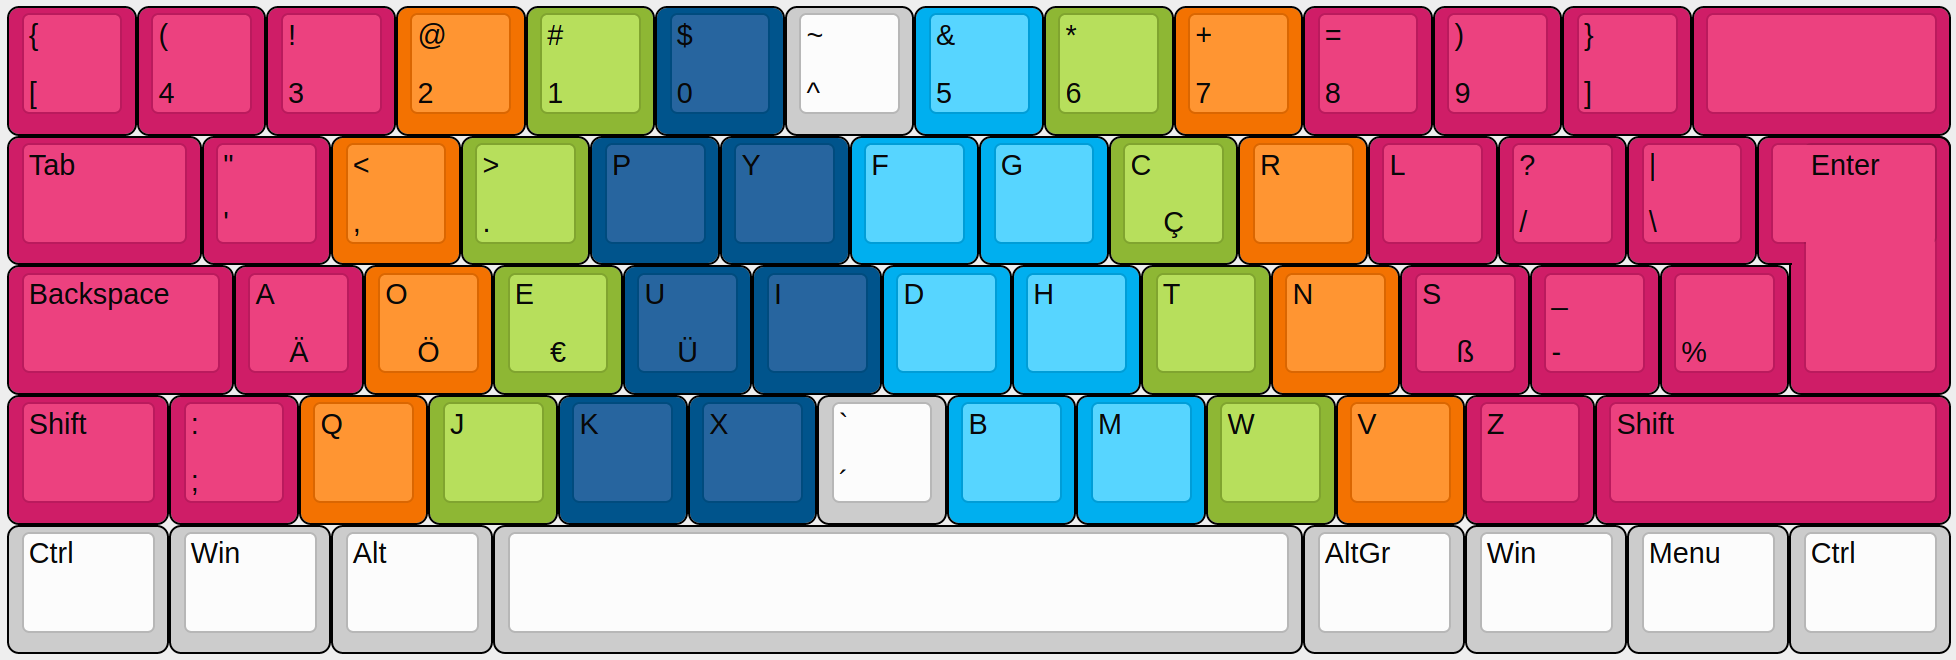 { ( ! @ # $ ~ & * + = ) }
[ 4 3 2 1 0 ^ 5 6 7 8 9 ]
Tab " < > P Y F G C R L ? | Enter
' , . Ç / \
Backspace A O E U I D H T N S _
Ä Ö € Ü ß - %
Shift : Q J K X ` B M W V Z Shift
; ´
Ctrl Win Alt AltGr Win Menu Ctrl